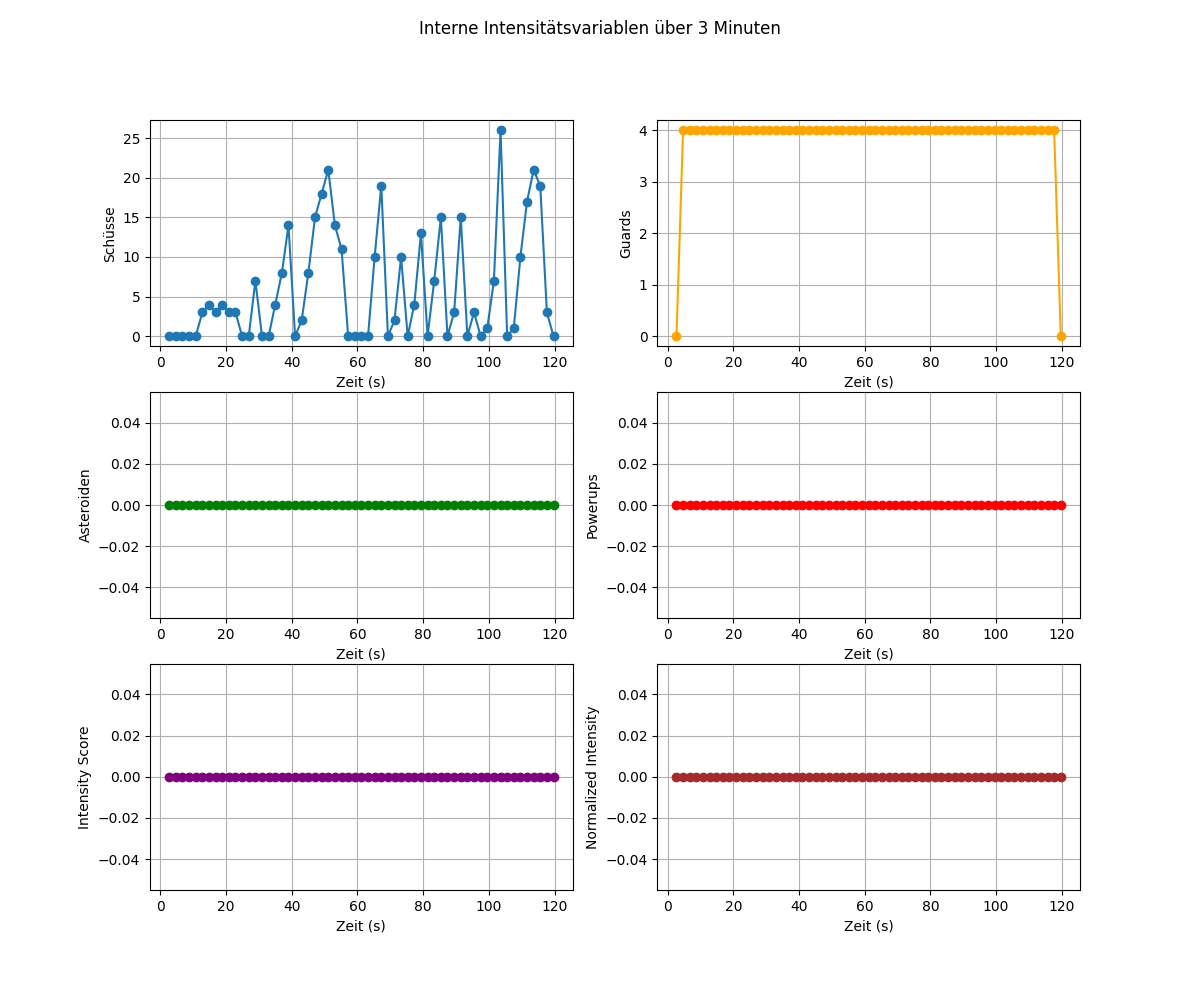 Interne Intensitätsvariablen über 3 Minuten
25
20
15
10
5
0
Schüsse
0 20 40 60 80 100 120
Zeit (s)
4
3
2
1
0
Guards
0 20 40 60 80 100 120
Zeit (s)
0.04
0.02
0.00
−0.02
−0.04
Asteroiden
0 20 40 60 80 100 120
Zeit (s)
0.04
0.02
0.00
−0.02
−0.04
Powerups
0 20 40 60 80 100 120
Zeit (s)
0.04
0.02
0.00
−0.02
−0.04
Intensity Score
0 20 40 60 80 100 120
Zeit (s)
0.04
0.02
0.00
−0.02
−0.04
Normalized Intensity
0 20 40 60 80 100 120
Zeit (s)